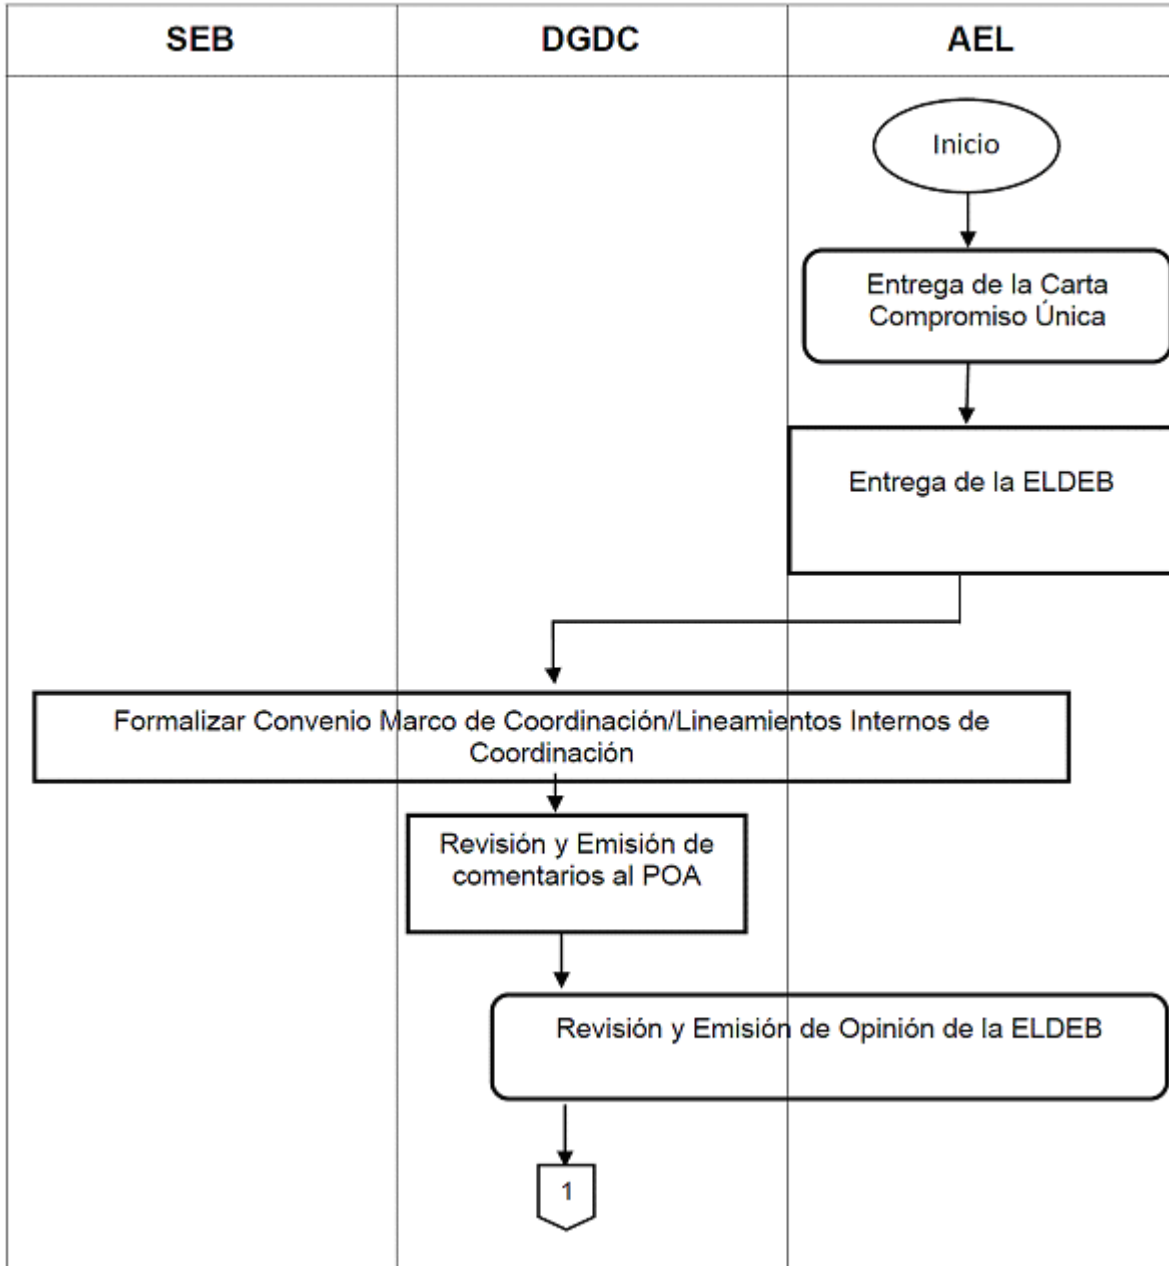 SEB
DGDC
AEL
Inicio
Entrega de la Carta
Compromiso Única
Entrega de la ELDEB
Formalizar Convenio Marco de Coordinación/Lineamientos Internos de
Coordinación
Revisión y Emisión de
comentarios al POA
Revisión y Emisión de Opinión de la ELDEB
1